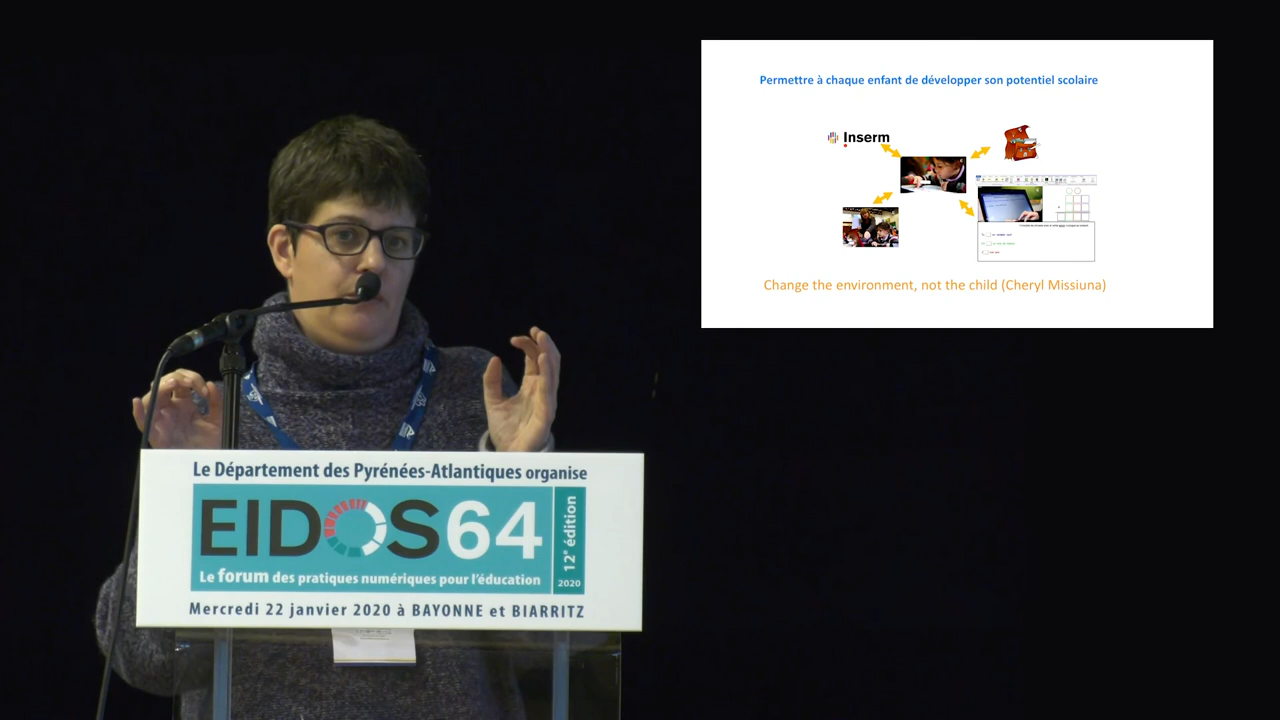 Permettre à chaque enfant de développer son potentiel scolaire
Inserm
Change the environment, not the child (Cheryl Missiuna)
Le Département des Pyrénées-Atlantiques organise
EIDOS64
12e édition
2020
Le forum des pratiques numériques pour l'éducation
Mercredi 22 janvier 2020 à BAYONNE et BIARRITZ